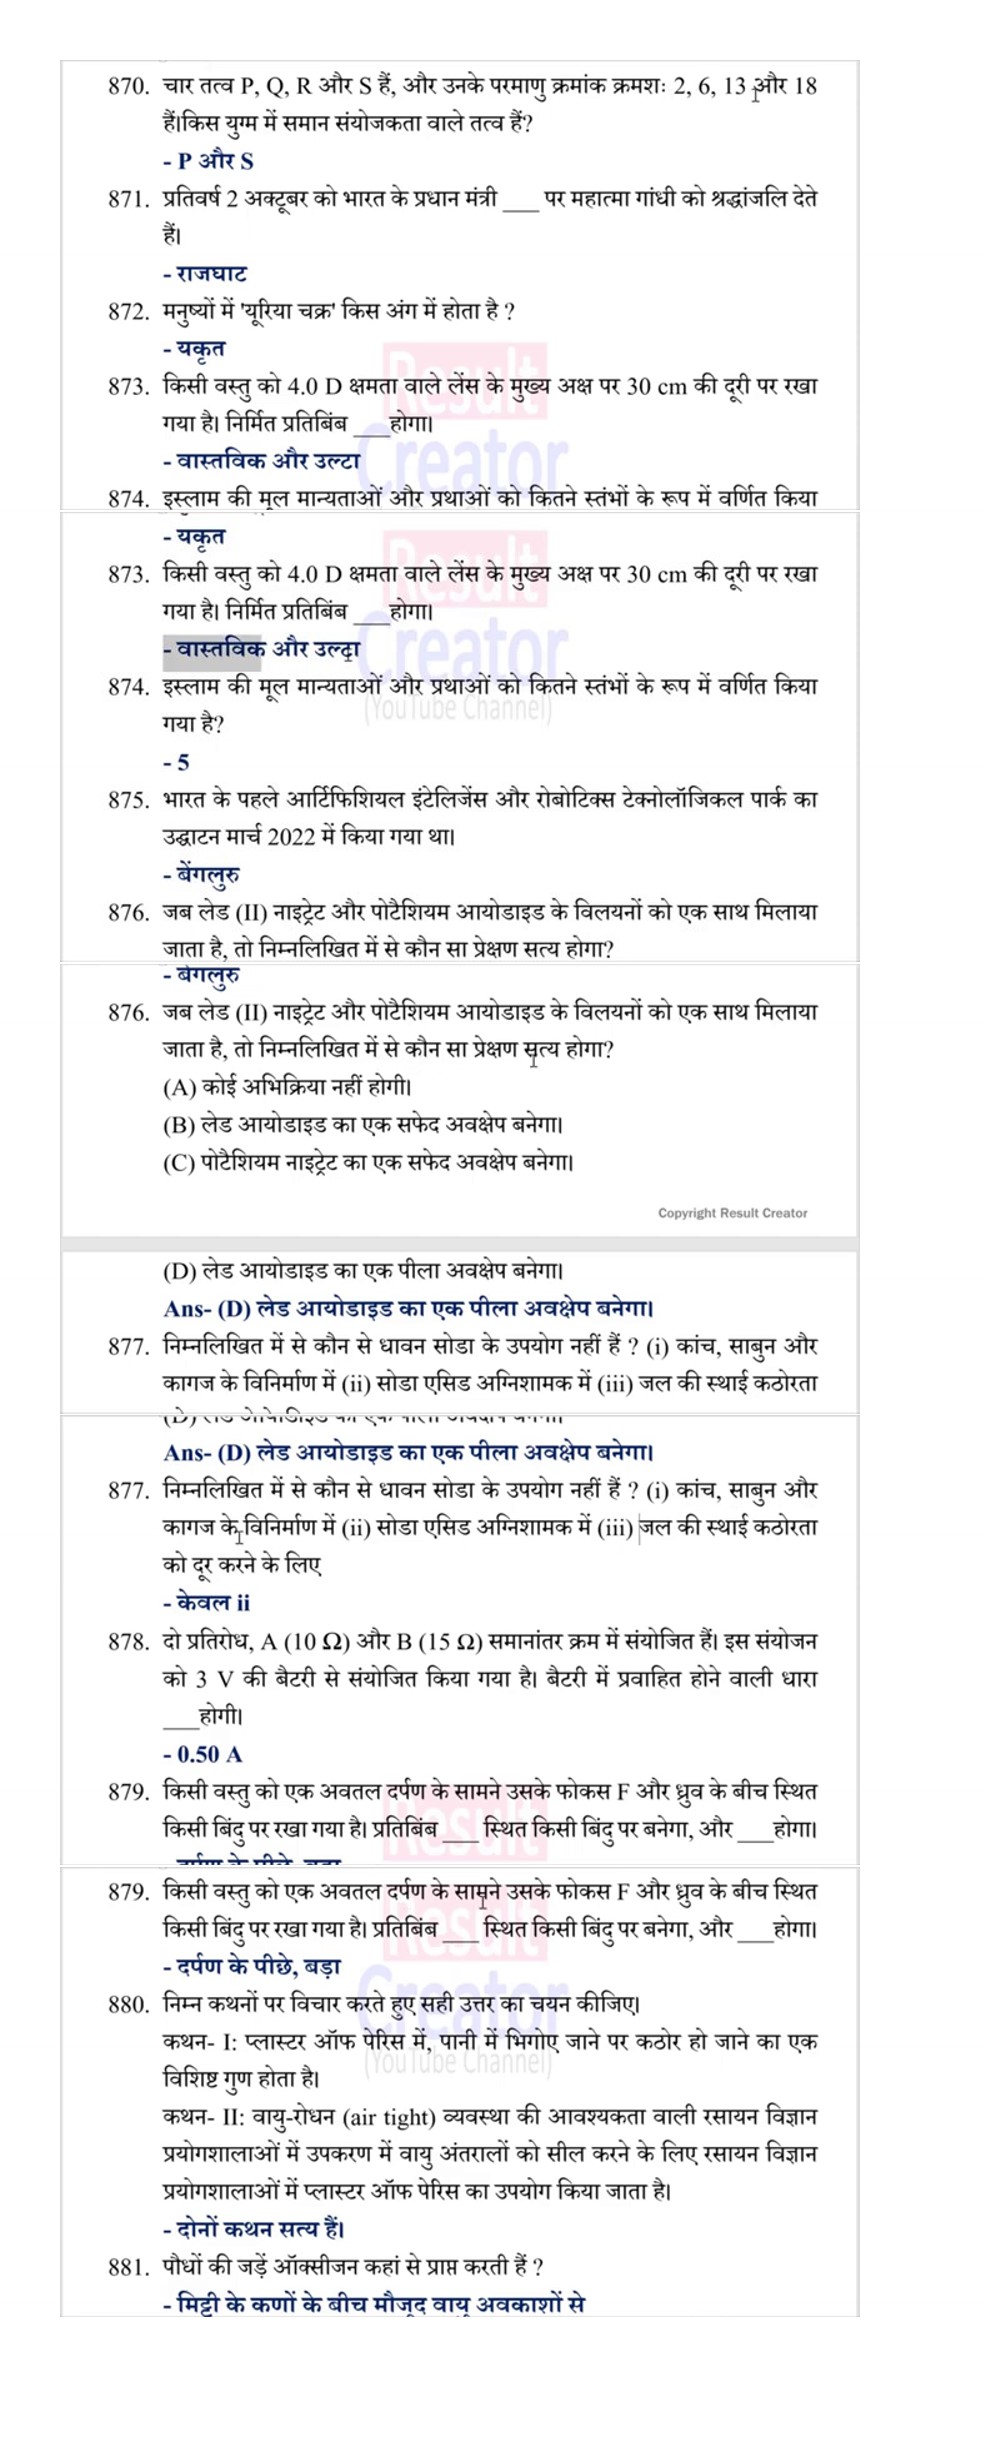 870. चार तत्व P, Q, R और S हैं, और उनके परमाणु क्रमांक क्रमशः 2, 6, 13 और 18
हैं।किस युग्म में समान संयोजकता वाले तत्व हैं?
- P और S
871. प्रतिवर्ष 2 अक्टूबर को भारत के प्रधान मंत्री ___ पर महात्मा गांधी को श्रद्धांजलि देते
हैं।
- राजघाट
872. मनुष्यों में 'यूरिया चक्र' किस अंग में होता है ?
- यकृत
Result
873. किसी वस्तु को 4.0 D क्षमता वाले लेंस के मुख्य अक्ष पर 30 cm की दूरी पर रखा
गया है। निर्मित प्रतिबिंब ___होगा।
Creator
- वास्तविक और उल्टा
874. इस्लाम की मूल मान्यताओं और प्रथाओं को कितने स्तंभों के रूप में वर्णित किया
- यकृत
Result
873. किसी वस्तु को 4.0 D क्षमता वाले लेंस के मुख्य अक्ष पर 30 cm की दूरी पर रखा
गया है। निर्मित प्रतिबिंब ___होगा।
Creator
- वास्तविक और उल्टा
874. इस्लाम की मूल मान्यताओं और प्रथाओं को कितने स्तंभों के रूप में वर्णित किया
(YouTube Channel)
गया है?
- 5
875. भारत के पहले आर्टिफिशियल इंटेलिजेंस और रोबोटिक्स टेक्नोलॉजिकल पार्क का
उद्घाटन मार्च 2022 में किया गया था।
- बेंगलुरु
876. जब लेड (II) नाइट्रेट और पोटैशियम आयोडाइड के विलयनों को एक साथ मिलाया
जाता है, तो निम्नलिखित में से कौन सा प्रेक्षण सत्य होगा?
- बेंगलुरु
876. जब लेड (II) नाइट्रेट और पोटैशियम आयोडाइड के विलयनों को एक साथ मिलाया
जाता है, तो निम्नलिखित में से कौन सा प्रेक्षण सत्य होगा?
(A) कोई अभिक्रिया नहीं होगी।
(B) लेड आयोडाइड का एक सफेद अवक्षेप बनेगा।
(C) पोटैशियम नाइट्रेट का एक सफेद अवक्षेप बनेगा।
Copyright Result Creator
(D) लेड आयोडाइड का एक पीला अवक्षेप बनेगा।
Ans- (D) लेड आयोडाइड का एक पीला अवक्षेप बनेगा।
877. निम्नलिखित में से कौन से धावन सोडा के उपयोग नहीं हैं ? (i) कांच, साबुन और
कागज के विनिर्माण में (ii) सोडा एसिड अग्निशामक में (iii) जल की स्थाई कठोरता
Ans- (D) लेड आयोडाइड का एक पीला अवक्षेप बनेगा।
877. निम्नलिखित में से कौन से धावन सोडा के उपयोग नहीं हैं ? (i) कांच, साबुन और
कागज के विनिर्माण में (ii) सोडा एसिड अग्निशामक में (iii) जल की स्थाई कठोरता
को दूर करने के लिए
- केवल ii
878. दो प्रतिरोध, A (10 Ω) और B (15 Ω) समानांतर क्रम में संयोजित हैं। इस संयोजन
को 3 V की बैटरी से संयोजित किया गया है। बैटरी में प्रवाहित होने वाली धारा
___होगी।
- 0.50 A
879. किसी वस्तु को एक अवतल दर्पण के सामने उसके फोकस F और ध्रुव के बीच स्थित
Result
किसी बिंदु पर रखा गया है। प्रतिबिंब ___ स्थित किसी बिंदु पर बनेगा, और ___होगा।
879. किसी वस्तु को एक अवतल दर्पण के सामने उसके फोकस F और ध्रुव के बीच स्थित
Result
किसी बिंदु पर रखा गया है। प्रतिबिंब ___ स्थित किसी बिंदु पर बनेगा, और ___होगा।
- दर्पण के पीछे, बड़ा
Creator
880. निम्न कथनों पर विचार करते हुए सही उत्तर का चयन कीजिए।
कथन- I: प्लास्टर ऑफ पेरिस में, पानी में भिगोए जाने पर कठोर हो जाने का एक
(YouTube Channel)
विशिष्ट गुण होता है।
कथन- II: वायु-रोधन (air tight) व्यवस्था की आवश्यकता वाली रसायन विज्ञान
प्रयोगशालाओं में उपकरण में वायु अंतरालों को सील करने के लिए रसायन विज्ञान
प्रयोगशालाओं में प्लास्टर ऑफ पेरिस का उपयोग किया जाता है।
- दोनों कथन सत्य हैं।
881. पौधों की जड़ें ऑक्सीजन कहां से प्राप्त करती हैं ?
- मिट्टी के कणों के बीच मौजूद वायु अवकाशों से